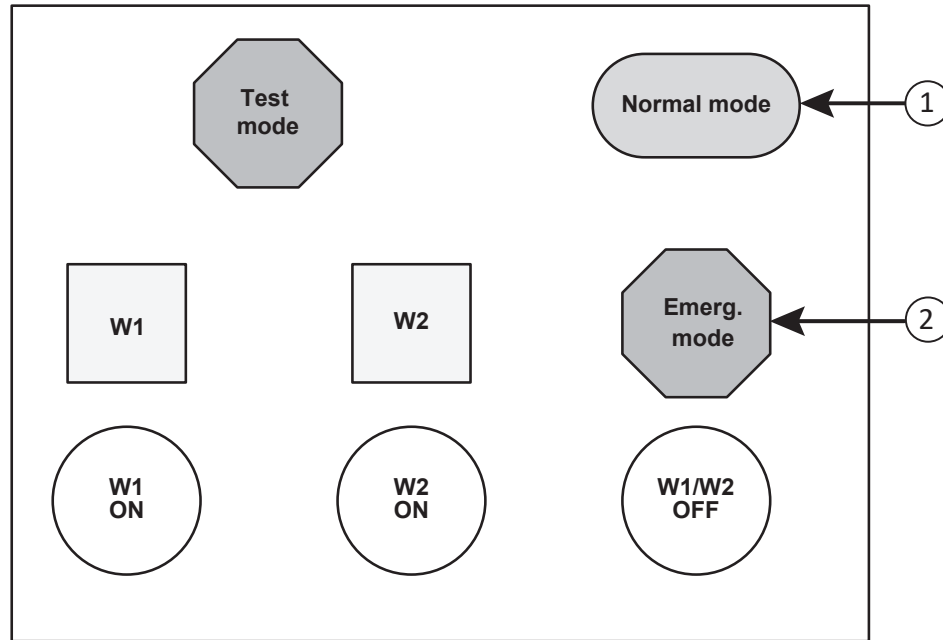 Test
mode
Normal mode
1
W1
W2
Emerg.
mode
2
W1
ON
W2
ON
W1/W2
OFF